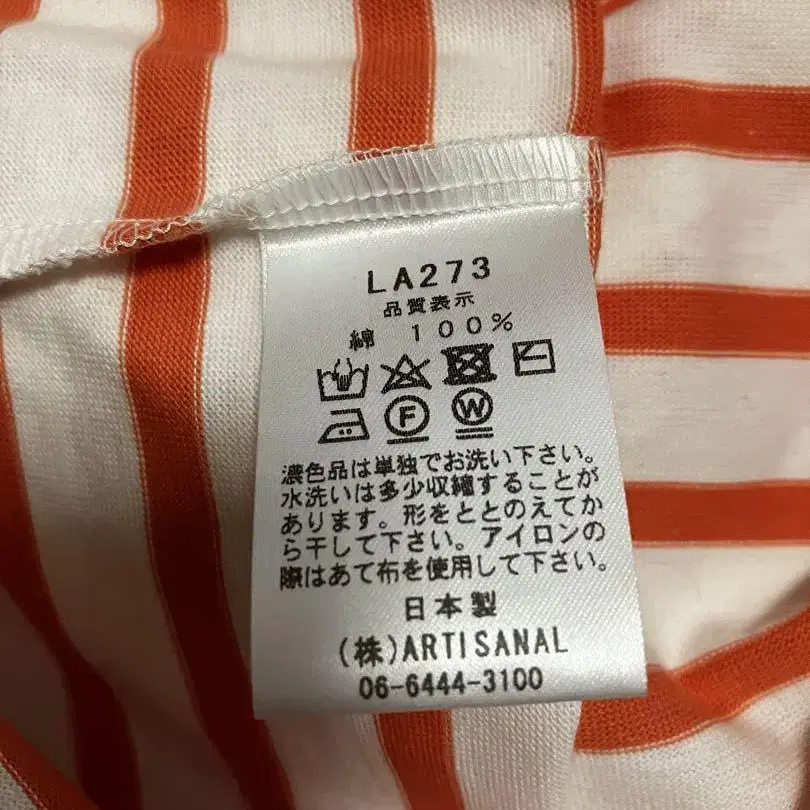 LA273
品質表示
綿 100%
F W
濃色品は単独でお洗い下さい。
水洗いは多少収縮することが
あります。形をととのえてか
ら干して下さい。アイロンの
際はあて布を使用して下さい。
日本製
(株)ARTISANAL
06-6444-3100